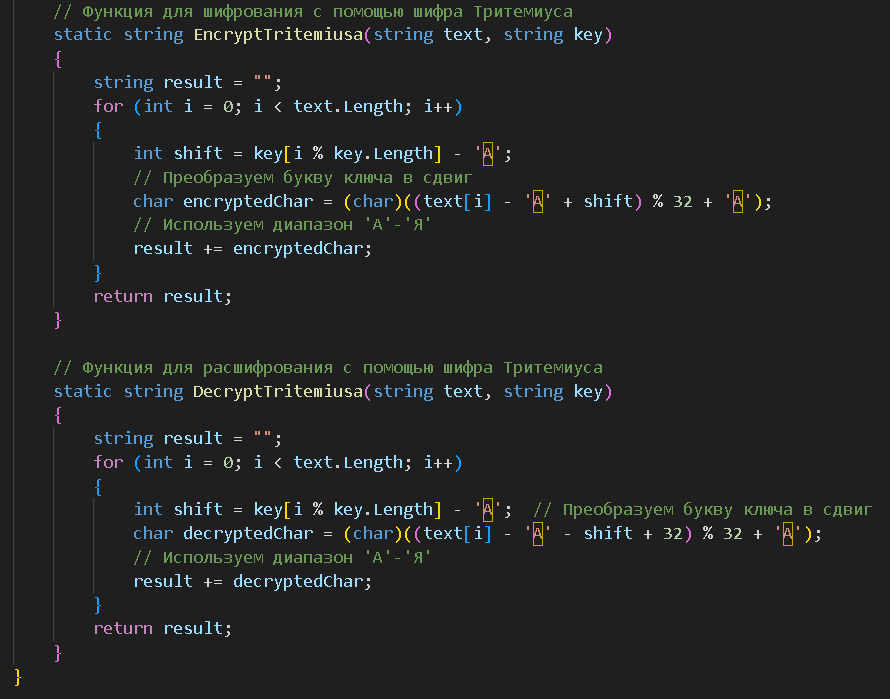 // Функция для шифрования с помощью шифра Тритемиуса
static string EncryptTritemiusa(string text, string key)
{
string result = "";
for (int i = 0; i < text.Length; i++)
{
int shift = key[i % key.Length] - 'А';
// Преобразуем букву ключа в сдвиг
char encryptedChar = (char)((text[i] - 'А' + shift) % 32 + 'А');
// Используем диапазон 'А'-'Я'
result += encryptedChar;
}
return result;
}
// Функция для расшифрования с помощью шифра Тритемиуса
static string DecryptTritemiusa(string text, string key)
{
string result = "";
for (int i = 0; i < text.Length; i++)
{
int shift = key[i % key.Length] - 'А';  // Преобразуем букву ключа в сдвиг
char decryptedChar = (char)((text[i] - 'А' - shift + 32) % 32 + 'А');
// Используем диапазон 'А'-'Я'
result += decryptedChar;
}
return result;
}
}